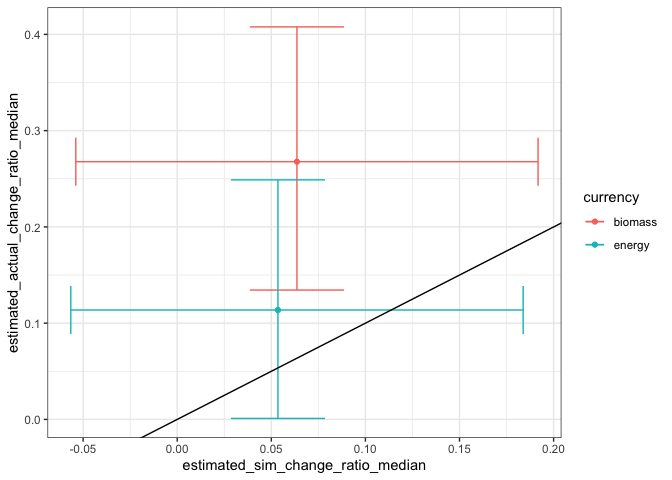 estimated_actual_change_ratio_median
0.4
0.3
0.2
0.1
0.0
-0.05
0.00
0.05
0.10
0.15
0.20
estimated_sim_change_ratio_median
currency
biomass
energy